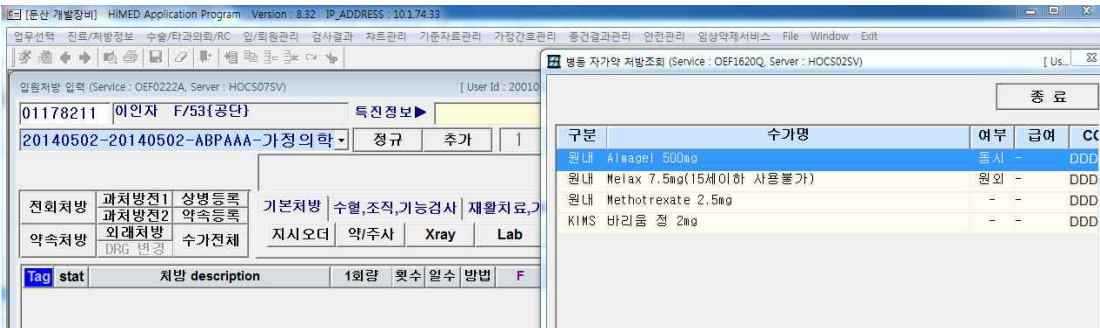 [둔산 개발장비] HIMED Application Program Version : 8.32 IP_ADDRESS : 10.1.74.33
업무선택 진료/처방정보 수술/타과의뢰/RC 입/퇴원관리 검사결과 차트관리 기준자료관리 가정간호관리 종건결과관리 안전관리 임상약제서비스 File Window Exit
입원처방 입력 (Service : OEF0222A, Server : HOCS07SV) [ User Id : 20010
01178211 이인자 F/53{공단} 특진정보▶
20140502-20140502-ABPAAA-가정의학 정규 추가 1
전회처방 과처방전1 상병등록
과처방전2 약속등록
약속처방 외래처방 수가전체
DRG 변경
기본처방 수혈,조직,기능검사 재활치료,기
지시오더 약/주사 Xray Lab
Tag stat 처방 description 1회량 횟수 일수 방법 F
병동 자가약 처방조회 (Service : OEF1620Q, Server : HOCS02SV) [ Us...
종 료
구분 수가명 여부 급여 CC
원내 Almagel 500mg 동시 - DDD
원내 Melax 7.5mg(15세이하 사용불가) 원외 - DDD
원내 Methotrexate 2.5mg - - DDD
KIMS 바리움 정 2mg - - DDD